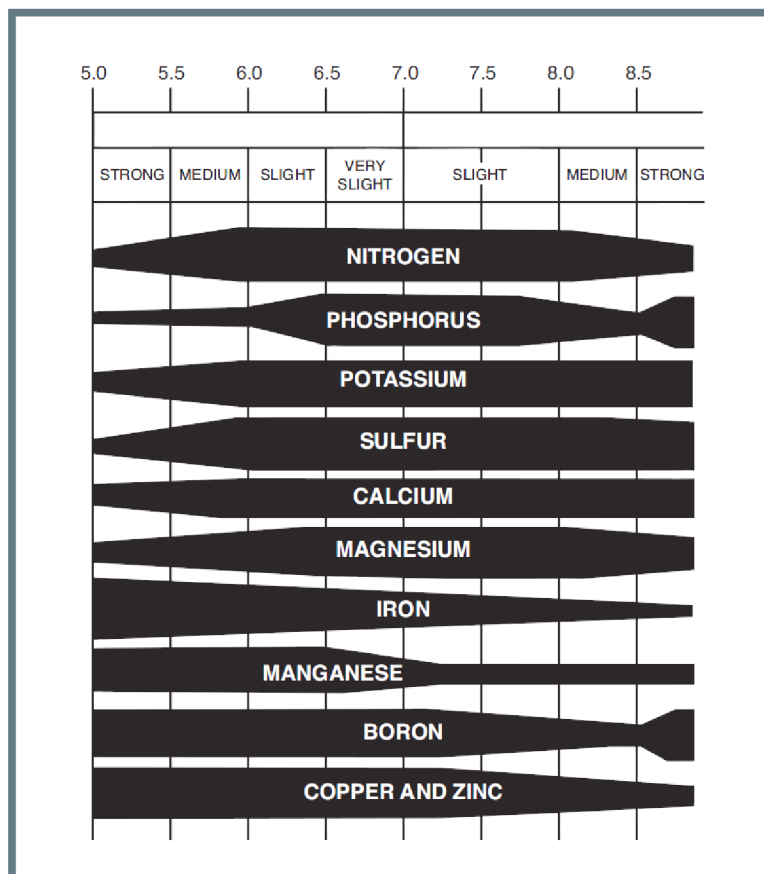 5.0 5.5 6.0 6.5 7.0 7.5 8.0 8.5
STRONG MEDIUM SLIGHT VERY SLIGHT SLIGHT MEDIUM STRONG
NITROGEN
PHOSPHORUS
POTASSIUM
SULFUR
CALCIUM
MAGNESIUM
IRON
MANGANESE
BORON
COPPER AND ZINC